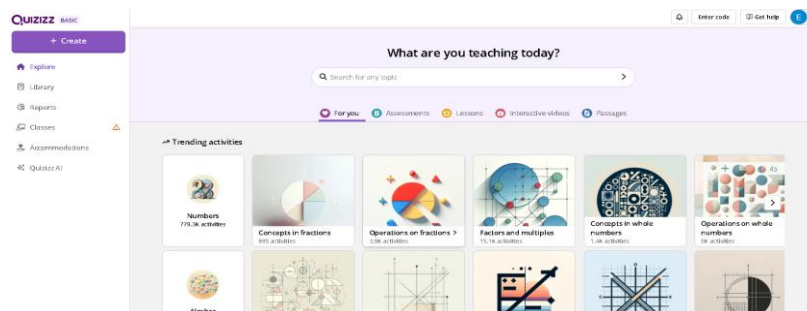 QUIZIZZ BASIC
Enter code
Get help
E
+ Create
What are you teaching today?
Explore
Search for any topic
Library
Reports
For you
Assessments
Lessons
Interactive videos
Passages
Classes
Trending activities
Accommodations
Quizizz AI
Numbers
779.3K activities
Concepts in fractions
895 activities
Operations on fractions >
3.9K activities
Factors and multiples
15.1K activities
Concepts in whole
numbers
1.4K activities
Operations on whole
numbers
5K activities